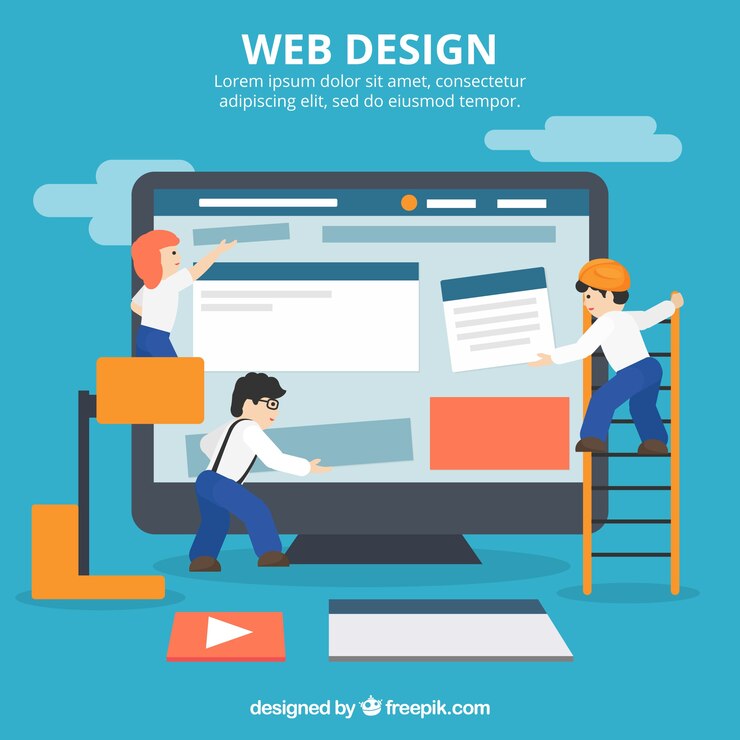 WEB DESIGN
Lorem ipsum dolor sit amet, consectetur
adipiscing elit, sed do eiusmod tempor.
designed by freepik.com